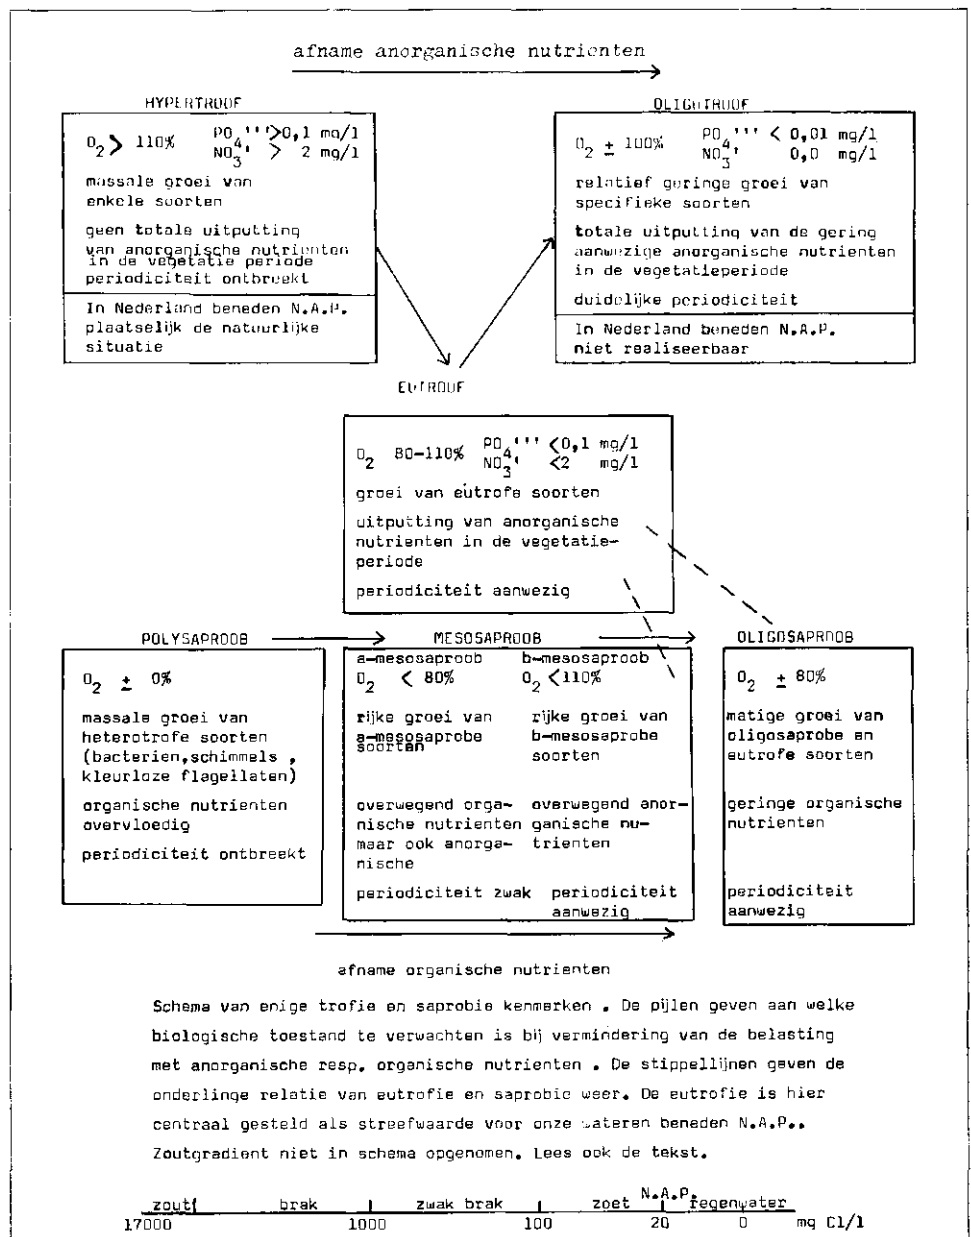 afname anorganische nutrienten
HYPERTROOF
O2 > 110% PO4''' >0,1 mg/l
NO3' > 2 mg/l
massale groei van
enkele soorten
geen totale uitputting
van anorganische nutrienten
in de vegetatie periode
periodiciteit ontbreekt
In Nederland beneden N.A.P.
plaatselijk de natuurlijke
situatie
OLIGOTROOF
O2 ± 100% PO4''' < 0,01 mg/l
NO3' 0,0 mg/l
relatief geringe groei van
specifieke soorten
totale uitputting van de gering
aanwezige anorganische nutrienten
in de vegetatieperiode
duidelijke periodiciteit
In Nederland beneden N.A.P.
niet realiseerbaar
EUTROOF
O2 80-110% PO4''' <0,1 mg/l
NO3' <2 mg/l
groei van eutrofe soorten
uitputting van anorganische
nutrienten in de vegetatie-
periode
periodiciteit aanwezig
POLYSAPROOB
O2 ± 0%
massale groei van
heterotrofe soorten
(bacterien,schimmels ,
kleurloze flagellaten)
organische nutrienten
overvloedig
periodiciteit ontbreekt
MESOSAPROOB
a-mesosaproob
O2 < 80%
rijke groei van
a-mesosaprobe
soorten
overwegend orga-
nische nutrienten
maar ook anorga-
nische
periodiciteit zwak
b-mesosaproob
O2 <110%
rijke groei van
b-mesosaprobe
soorten
overwegend anor-
ganische nu-
trienten
periodiciteit
aanwezig
OLIGOSAPROOB
O2 ± 80%
matige groei van
oligosaprobe en
eutrofe soorten
geringe organische
nutrienten
periodiciteit
aanwezig
afname organische nutrienten
Schema van enige trofie en saprobie kenmerken . De pijlen geven aan welke
biologische toestand te verwachten is bij vermindering van de belasting
met anorganische resp. organische nutrienten . De stippellijnen geven de
onderlinge relatie van eutrofie en saprobie weer. De eutrofie is hier
centraal gesteld als streefwaarde voor onze wateren beneden N.A.P..
Zoutgradient niet in schema opgenomen. Lees ook de tekst.
N.A.P.
zout brak zwak brak zoet regenwater
17000 1000 100 20 0 mg Cl/l